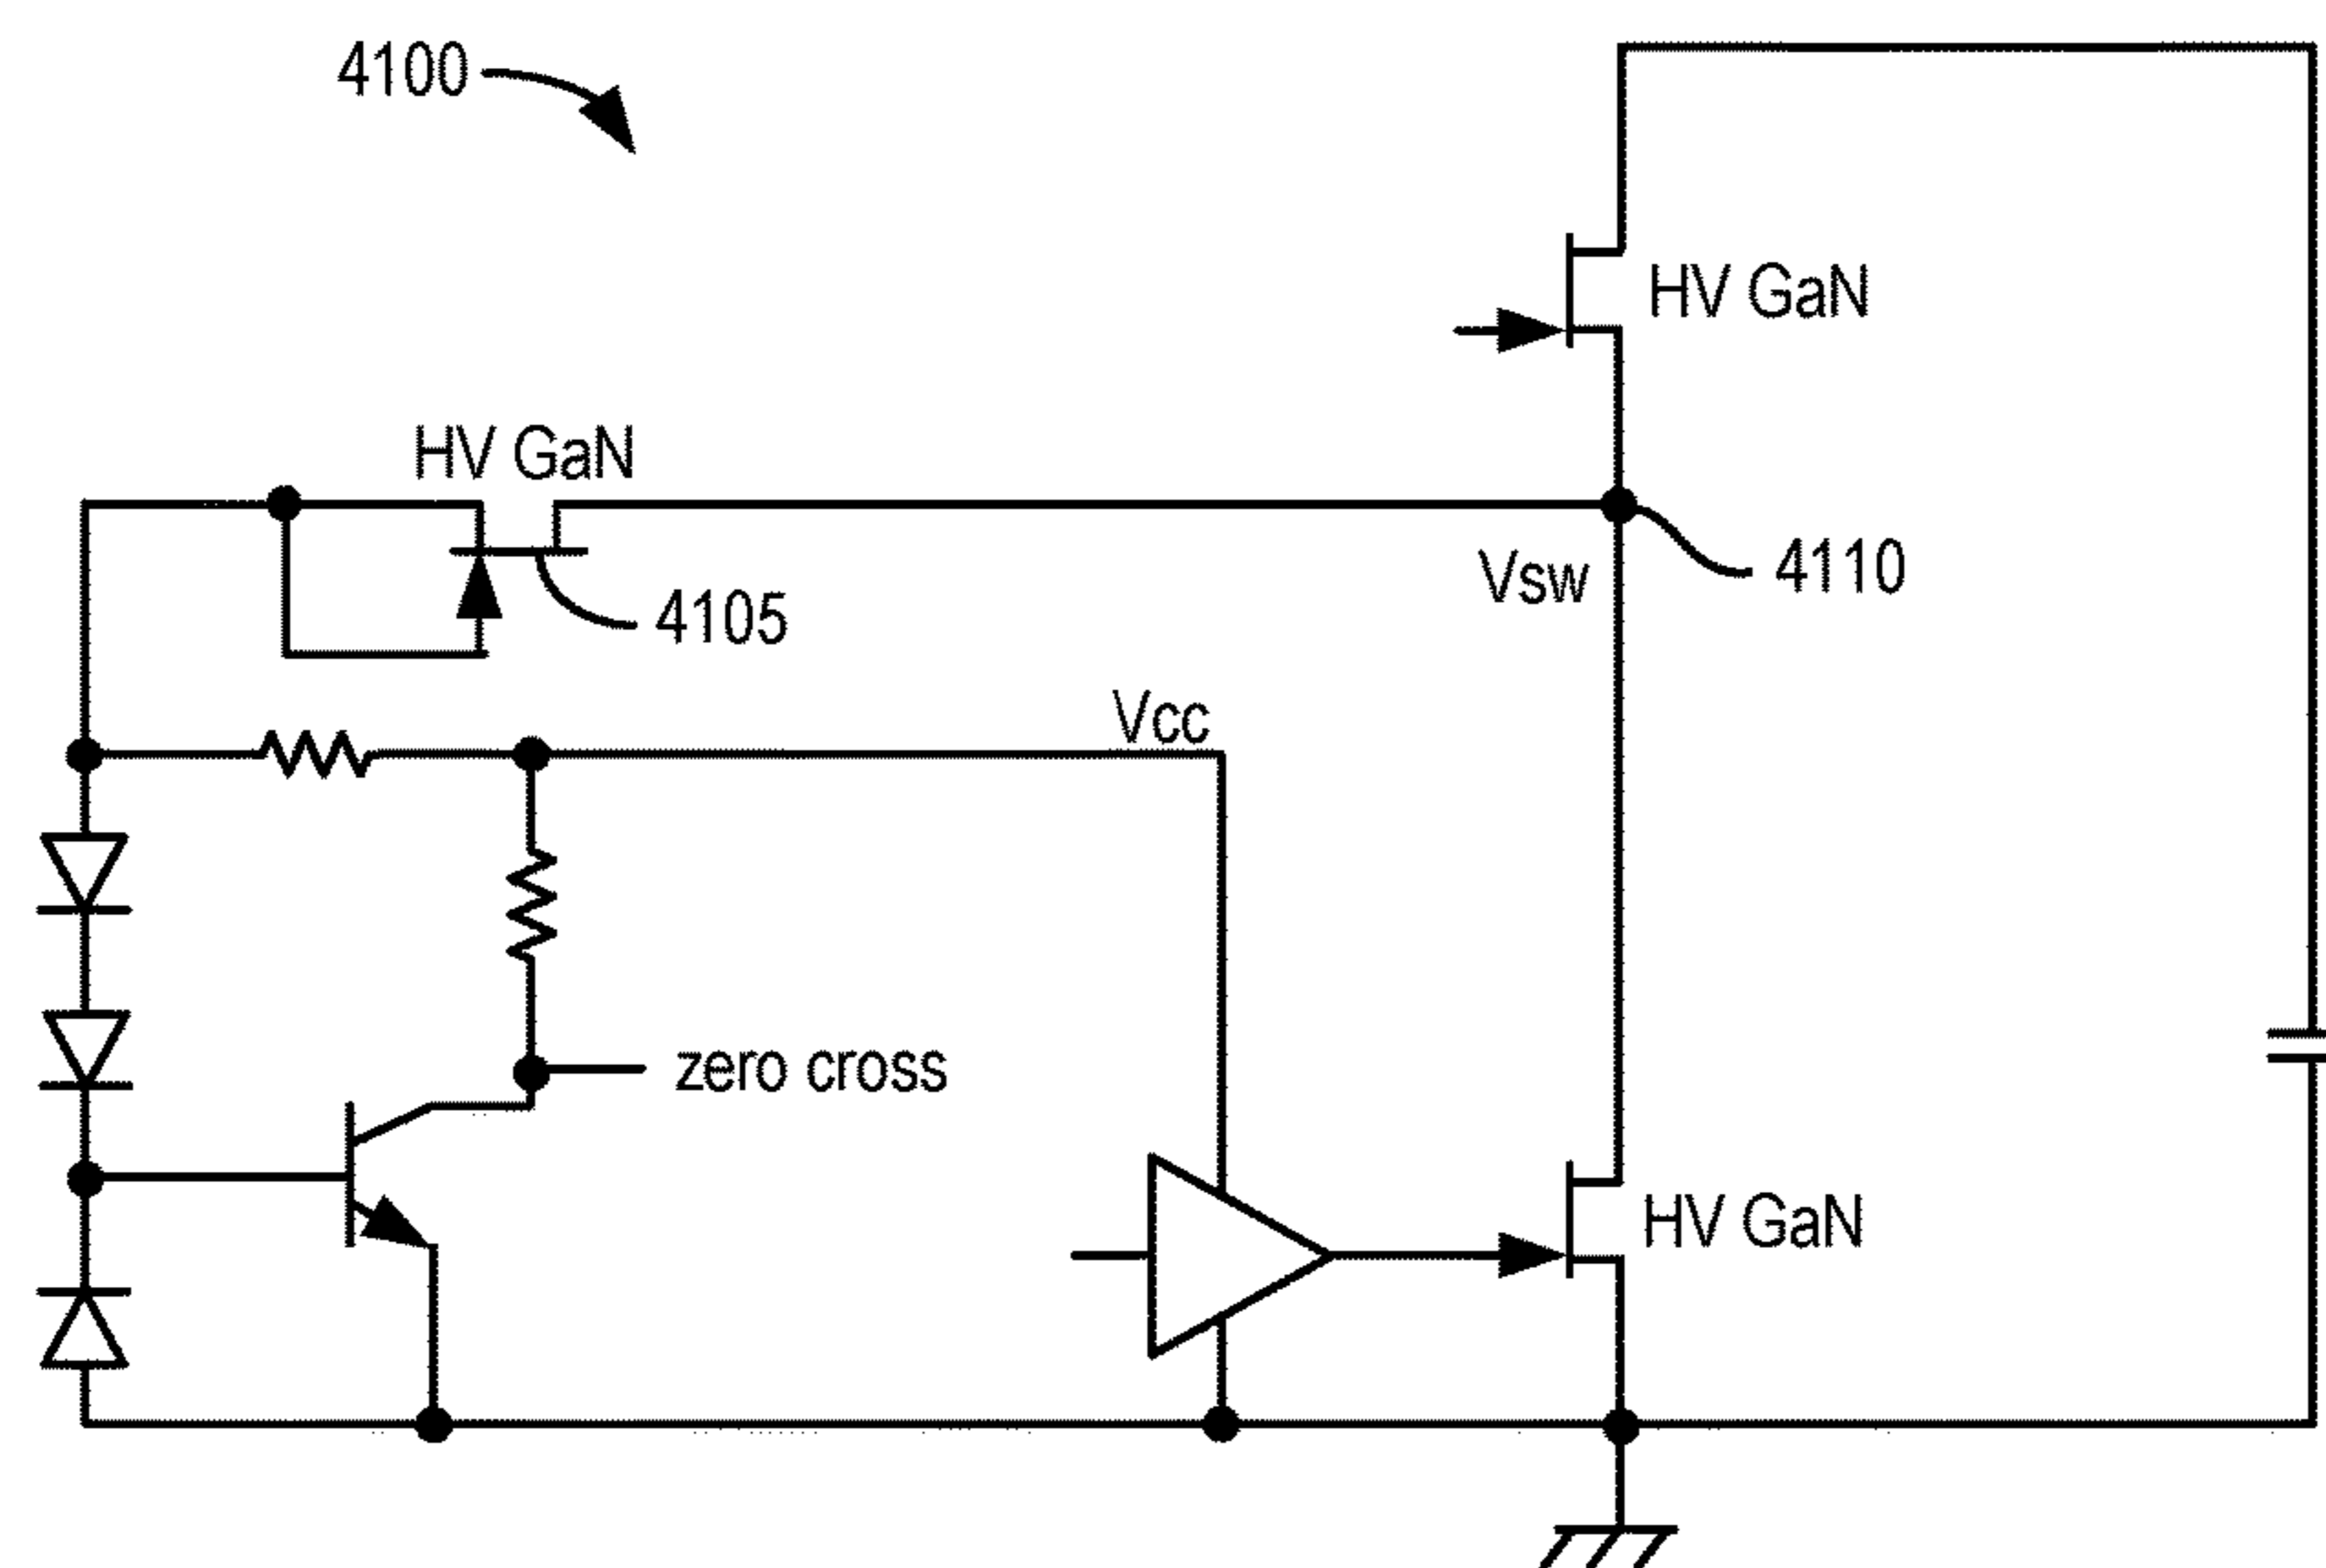 4100
HV GaN
HV GaN
Vsw
4110
4105
Vcc
zero cross
HV GaN